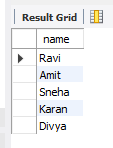 Result Grid
name
Ravi
Amit
Sneha
Karan
Divya